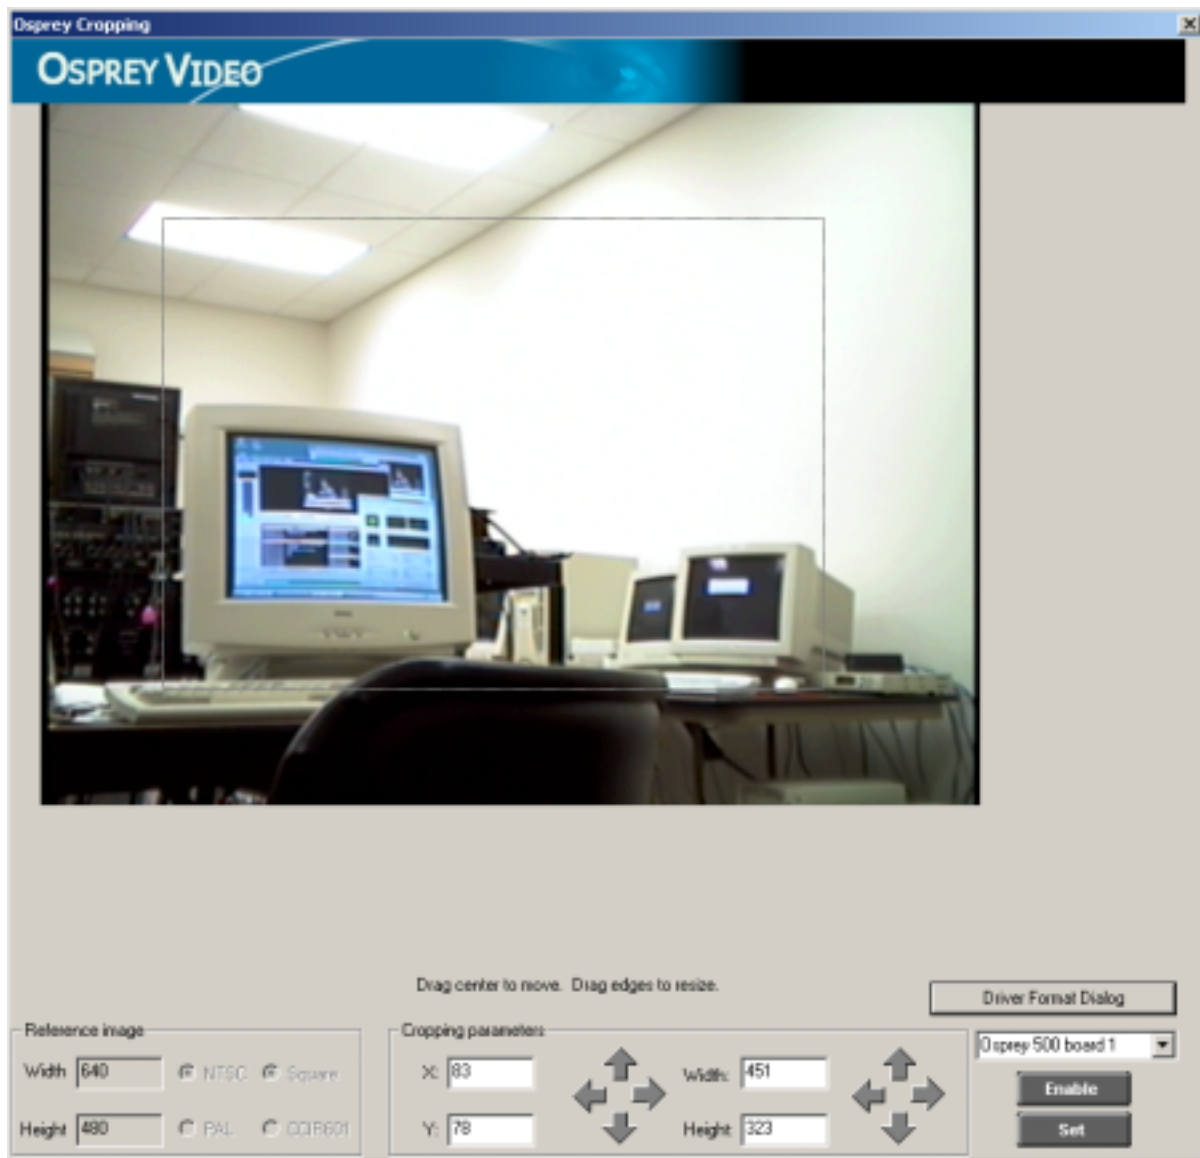 Osprey Cropping
OSPREY VIDEO
Drag center to move. Drag edges to resize.
Driver Format Dialog
Reference image
Cropping parameters
Osprey 500 board 1
Width 640 NTSC Square X: 83 Width: 451
Enable
Height 480 PAL CCIR601 Y: 78 Height 323
Set